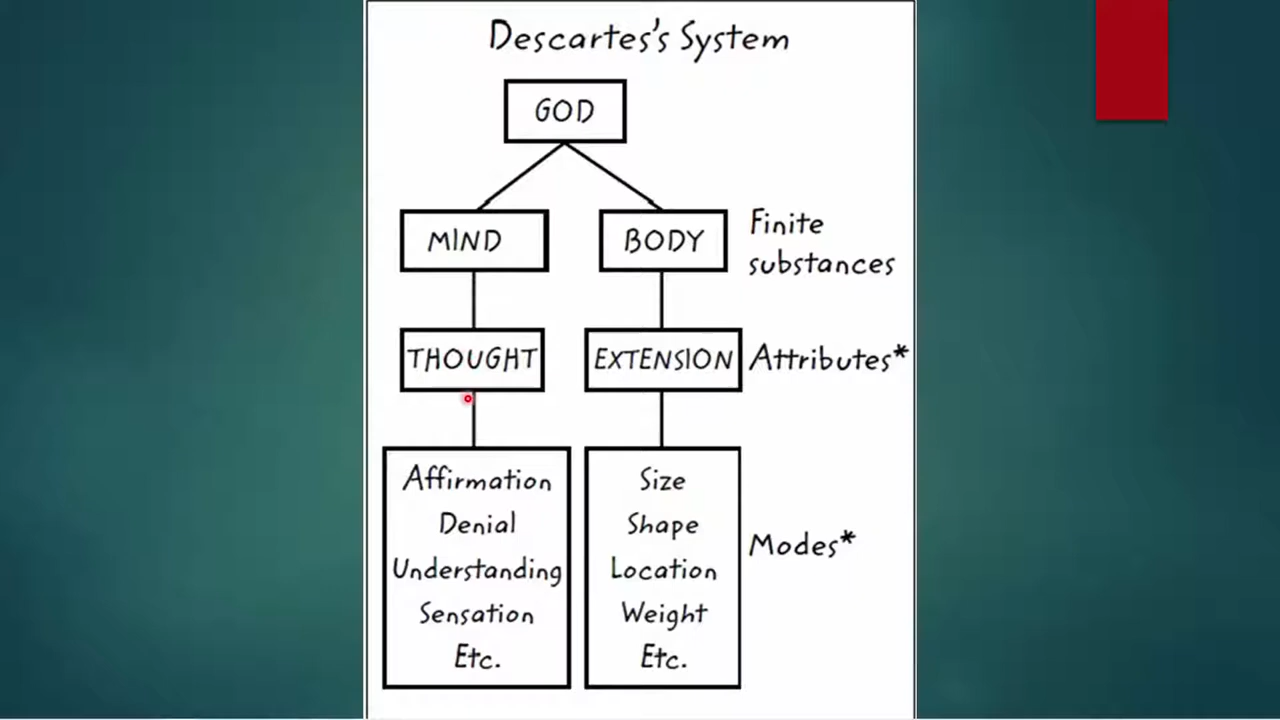 Descartes's System
GOD
MIND
BODY
Finite
substances
THOUGHT
EXTENSION
Attributes*
Affirmation
Denial
Understanding
Sensation
Etc.
Size
Shape
Location
Weight
Etc.
Modes*